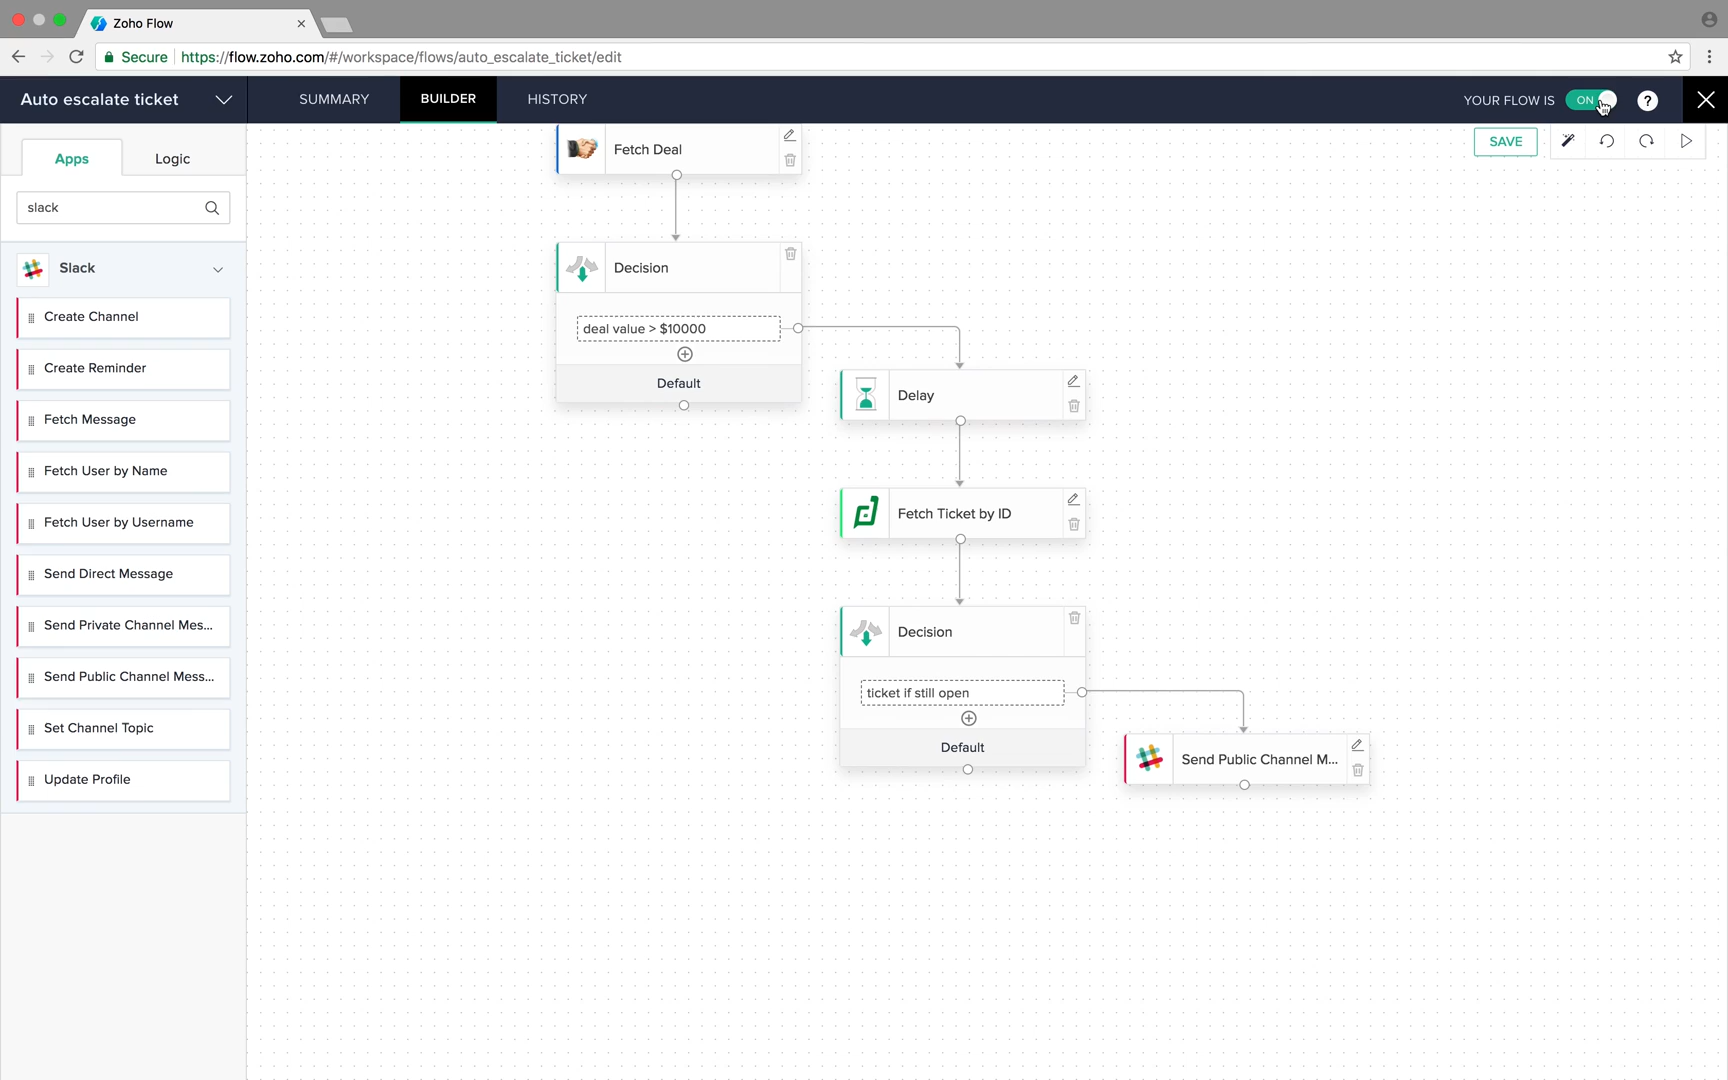 Zoho Flow
Secure
https://flow.zoho.com/#/workspace/flows/auto_escalate_ticket/edit
Auto escalate ticket
SUMMARY
BUILDER
HISTORY
YOUR FLOW IS
ON
?
Apps
Logic
SAVE
slack
Slack
Create Channel
Create Reminder
Fetch Message
Fetch User by Name
Fetch User by Username
Send Direct Message
Send Private Channel Mes...
Send Public Channel Mess...
Set Channel Topic
Update Profile
Fetch Deal
Decision
deal value > $10000
Default
Delay
Fetch Ticket by ID
Decision
ticket if still open
Default
Send Public Channel M...